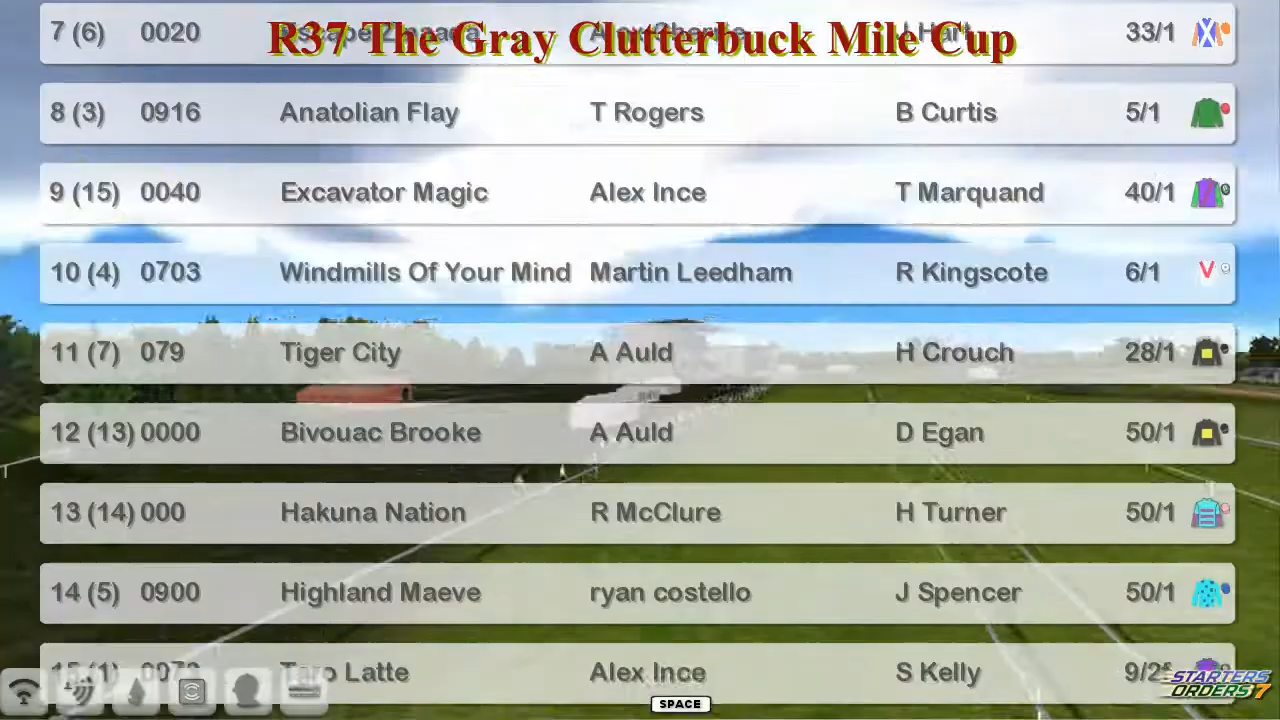 R37 The Gray Clutterbuck Mile Cup
7 (6) 0020 33/1
8 (3) 0916 Anatolian Flay T Rogers B Curtis 5/1
9 (15) 0040 Excavator Magic Alex Ince T Marquand 40/1
10 (4) 0703 Windmills Of Your Mind Martin Leedham R Kingscote 6/1
11 (7) 079 Tiger City A Auld H Crouch 28/1
12 (13) 0000 Bivouac Brooke A Auld D Egan 50/1
13 (14) 000 Hakuna Nation R McClure H Turner 50/1
14 (5) 0900 Highland Maeve ryan costello J Spencer 50/1
15 (1) Taro Latte Alex Ince S Kelly
STARTERS
ORDERS 7
SPACE